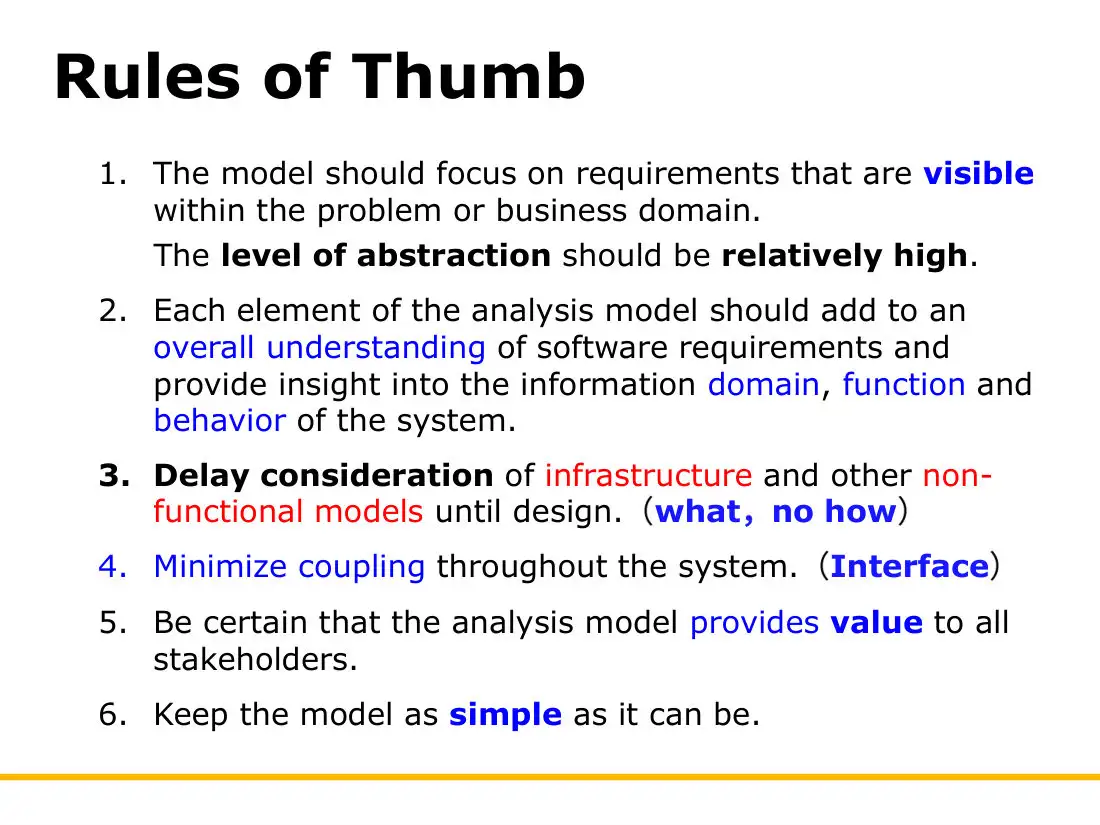 Rules of Thumb
1. The model should focus on requirements that are visible
within the problem or business domain.
The level of abstraction should be relatively high.
2. Each element of the analysis model should add to an
overall understanding of software requirements and
provide insight into the information domain, function and
behavior of the system.
3. Delay consideration of infrastructure and other non-
functional models until design.（what，no how）
4. Minimize coupling throughout the system.（Interface）
5. Be certain that the analysis model provides value to all
stakeholders.
6. Keep the model as simple as it can be.